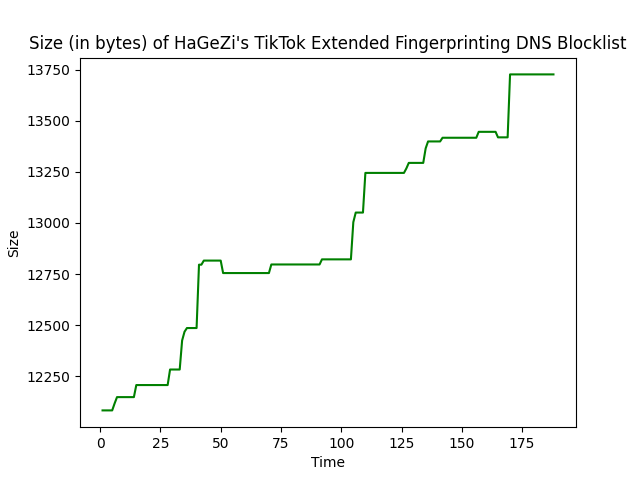 Size (in bytes) of HaGeZi's TikTok Extended Fingerprinting DNS Blocklist
13750
13500
13250
13000
12750
12500
12250
Size
0 25 50 75 100 125 150 175
Time